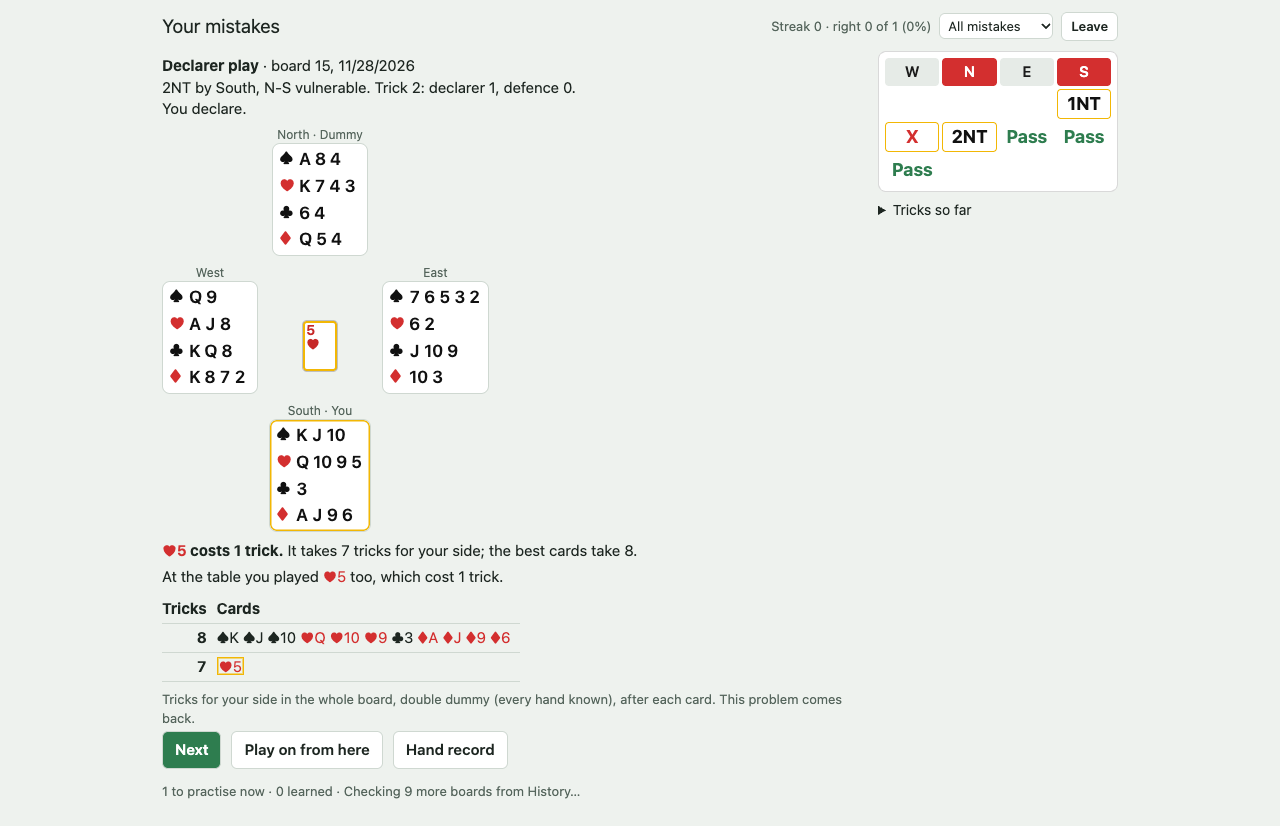 Your mistakes
Streak 0 · right 0 of 1 (0%)
All mistakes
Leave
Declarer play · board 15, 11/28/2026
2NT by South, N-S vulnerable. Trick 2: declarer 1, defence 0.
You declare.
W N E S
1NT
X 2NT Pass Pass
Pass
▶ Tricks so far
North · Dummy
♠ A 8 4
♥ K 7 4 3
♣ 6 4
♦ Q 5 4
West
♠ Q 9
♥ A J 8
♣ K Q 8
♦ K 8 7 2
5
♥
East
♠ 7 6 5 3 2
♥ 6 2
♣ J 10 9
♦ 10 3
South · You
♠ K J 10
♥ Q 10 9 5
♣ 3
♦ A J 9 6
♥5 costs 1 trick. It takes 7 tricks for your side; the best cards take 8.
At the table you played ♥5 too, which cost 1 trick.
Tricks Cards
8 ♠K ♠J ♠10 ♥Q ♥10 ♥9 ♣3 ♦A ♦J ♦9 ♦6
7 ♥5
Tricks for your side in the whole board, double dummy (every hand known), after each card. This problem comes
back.
Next
Play on from here
Hand record
1 to practise now · 0 learned · Checking 9 more boards from History...